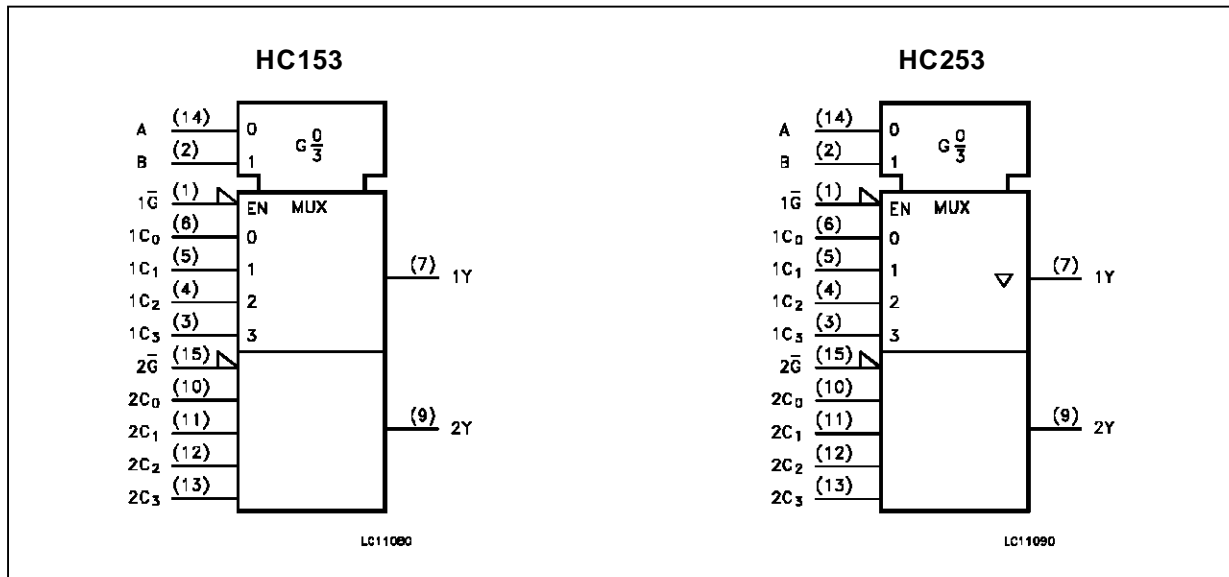 HC153
A (14) 0
B (2) 1
G 0/3
1G̅ (1) EN MUX
1C₀ (6) 0
1C₁ (5) 1
1C₂ (4) 2
1C₃ (3) 3
(7) 1Y
2G̅ (15)
2C₀ (10)
2C₁ (11)
2C₂ (12)
2C₃ (13)
(9) 2Y
LC11080
HC253
A (14) 0
B (2) 1
G 0/3
1G̅ (1) EN MUX
1C₀ (6) 0
1C₁ (5) 1
1C₂ (4) 2
1C₃ (3) 3
(7) 1Y
2G̅ (15)
2C₀ (10)
2C₁ (11)
2C₂ (12)
2C₃ (13)
(9) 2Y
LC11090